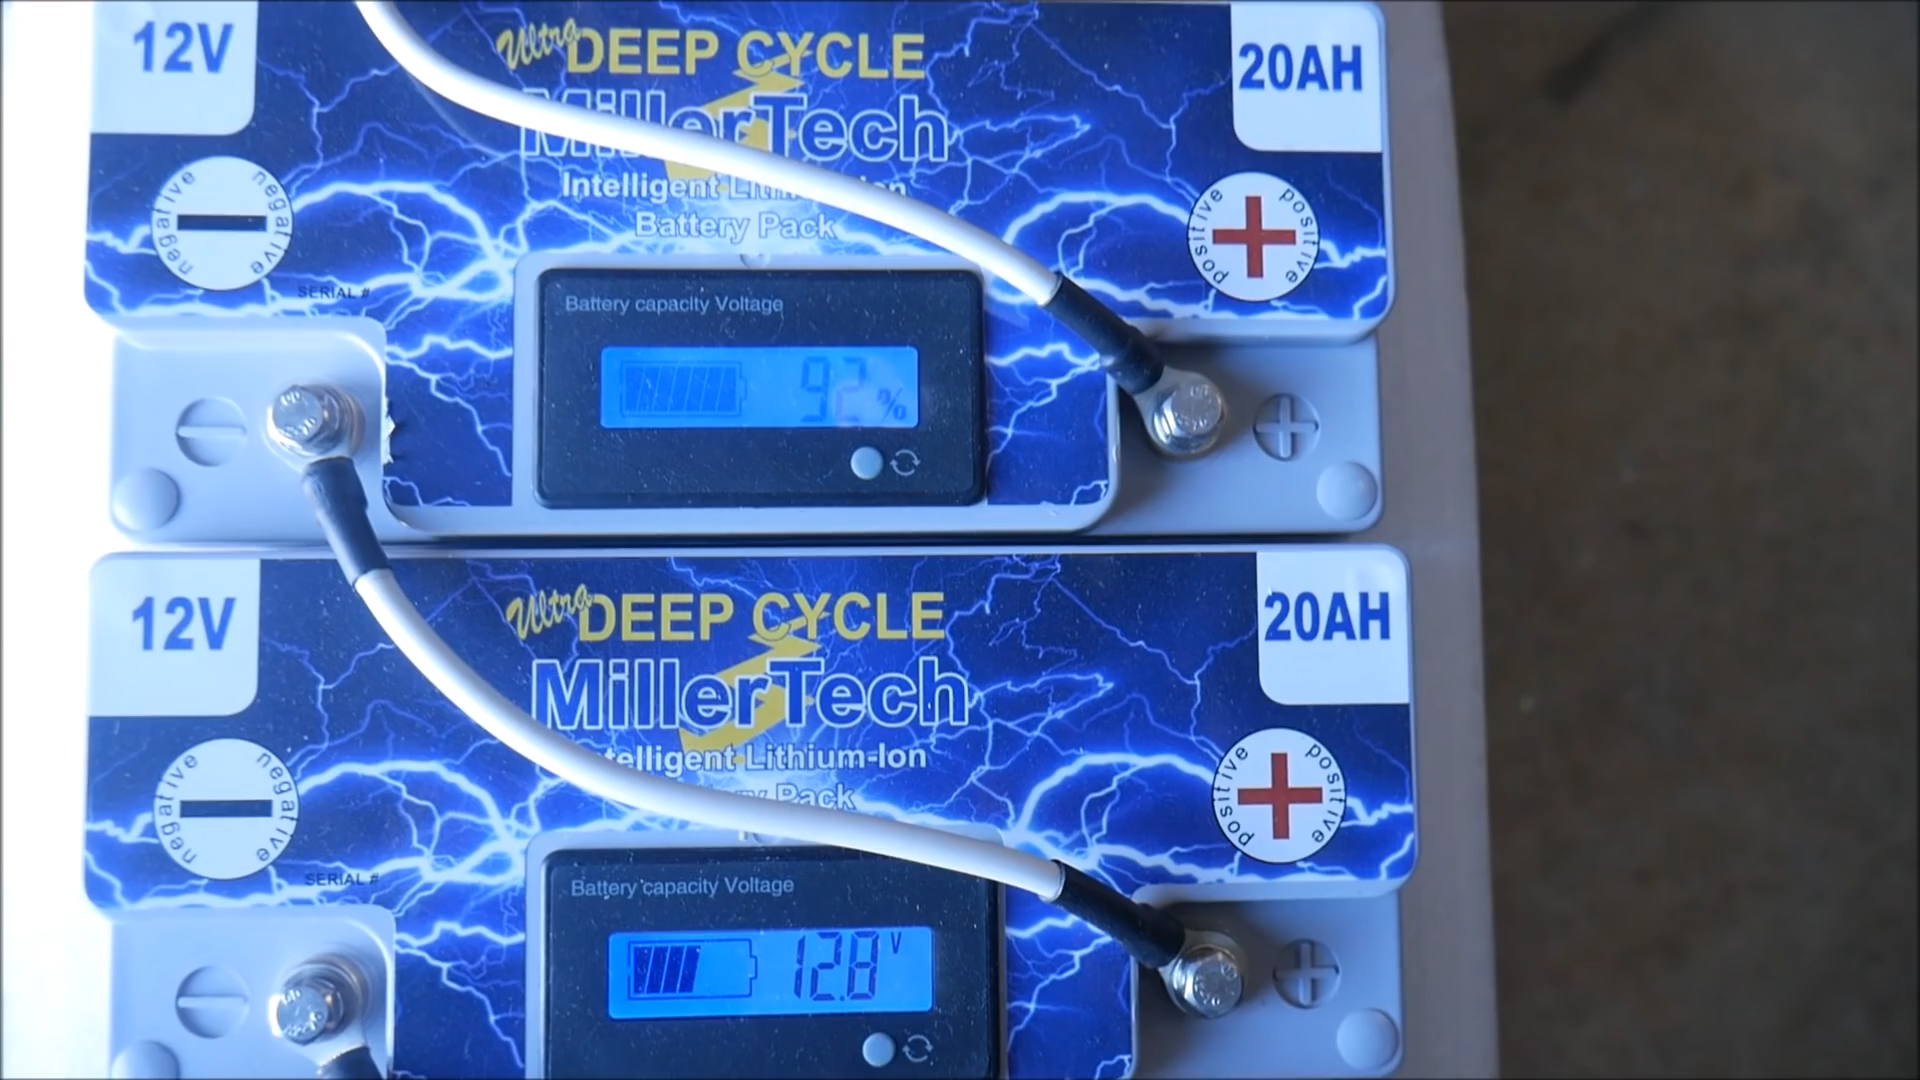 12V
Ultra DEEP CYCLE
20AH
MillerTech
Intelligent Lithium-Ion
Battery Pack
negative negative
positive positive
SERIAL #
Battery capacity Voltage
92 %
12V
Ultra DEEP CYCLE
20AH
MillerTech
Intelligent Lithium-Ion
Pack
negative negative
positive positive
SERIAL #
Battery capacity Voltage
12.8 V